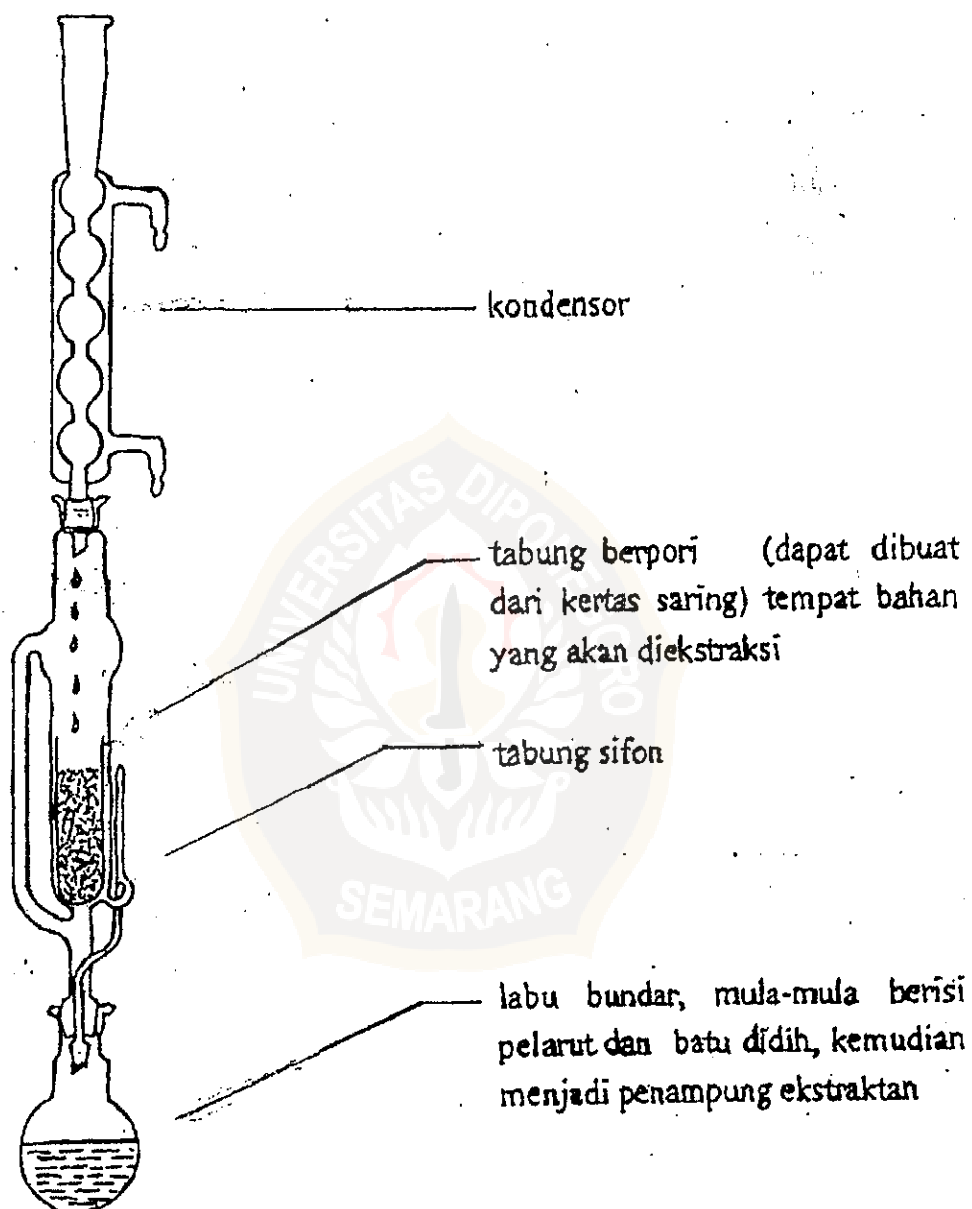 kondensor
tabung berpori (dapat dibuat
dari kertas saring) tempat bahan
yang akan diekstraksi
tabung sifon
labu bundar, mula-mula berisi
pelarut dan batu didih, kemudian
menjadi penampung ekstraktan
UNIVERSITAS DIPONEGORO
SEMARANG